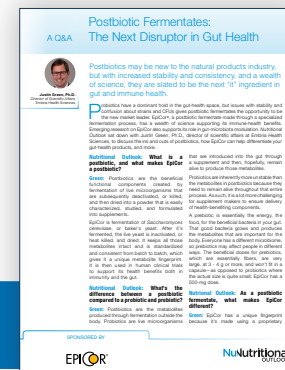 A Q&A
Postbiotic Fermentates:
The Next Disruptor in Gut Health
Justin Green, Ph.D.
Director of Scientific Affairs
Embria Health Sciences
Postbiotics may be new to the natural products industry,
but with increased stability and consistency, and a wealth
of science, they are slated to be the next "it" ingredient in
gut and immune health.
Probiotics have a dominant hold in the gut-health space, but issues with stability and
confusion about strains and CFUs gives postbiotic fermentates the opportunity to be
the new market leader. EpiCor®, a postbiotic fermentate made through a specialized
fermentation process, has a wealth of science supporting its immune-health benefits.
Emerging research on EpiCor also supports its role in gut-microbiota modulation. Nutritional
Outlook sat down with Justin Green, Ph.D., director of scientific affairs at Embria Health
Sciences, to discuss the ins and outs of postbiotics, how EpiCor can help differentiate your
gut-health products, and more.
Nutritional Outlook: What is a
postbiotic, and what makes EpiCor
a postbiotic?
Green: Postbiotics are the beneficial
functional components created by
fermentation of live microorganisms that
are subsequently deactivated, or killed,
and then dried into a powder that is easily
characterized, studied, and formulated
into supplements.
EpiCor is fermentation of Saccharomyces
cerevisiae, or baker's yeast. After it's
fermented, the live yeast is inactivated, or
heat killed, and dried. It keeps all those
metabolites intact and is standardized
and consistent from batch to batch, which
gives it a unique metabolite fingerprint.
It is then used in human clinical trials
to support its health benefits both in
immunity and the gut.
Nutritional Outlook: What's the
difference between a postbiotic
compared to a probiotic and prebiotic?
Green: Postbiotics are the metabolites
produced through fermentation outside the
body. Probiotics are live microorganisms
that are introduced into the gut through
a supplement and then, hopefully, remain
alive to produce those metabolites.
Probiotics are inherently more unstable than
the metabolites in postbiotics because they
need to remain alive throughout that entire
process. As such, it is also more challenging
for supplement makers to ensure delivery
of health-benefiting components.
A prebiotic is essentially the energy, the
food, for the beneficial bacteria in your gut.
That good bacteria grows and produces
the metabolites that are important for the
body. Everyone has a different microbiome,
so prebiotics may affect people in different
ways. The beneficial doses for prebiotics,
which are essentially fibers, are very
large, at 3 - 4 g or more, and won't fit in a
capsule—as opposed to postbiotics where
the actual size is quite small; EpiCor has a
500-mg dose.
Nutritional Outlook: As a postbiotic
fermentate, what makes EpiCor
different?
Green: EpiCor has a unique fingerprint
because it's made using a proprietary
SPONSORED BY
EPICOR®
Nutritional
OUTLOOK